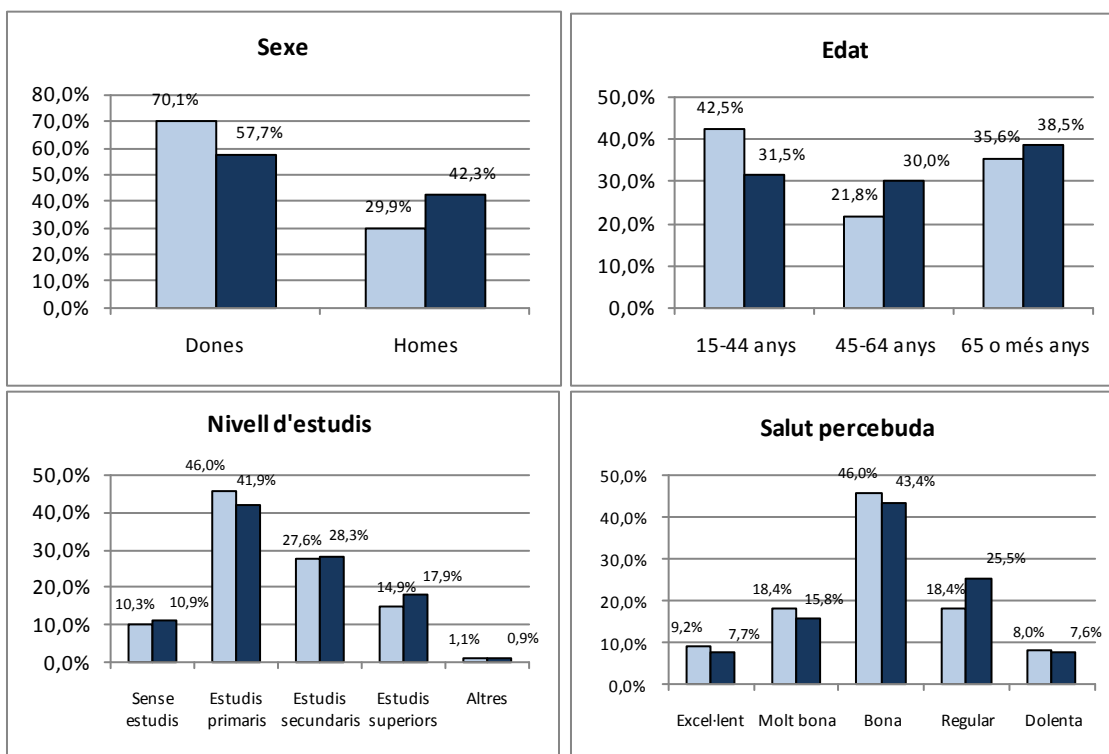 Sexe
80,0%
70,0%
60,0%
50,0%
40,0%
30,0%
20,0%
10,0%
0,0%
70,1%
57,7%
29,9%
42,3%
Dones
Homes
Edat
50,0%
40,0%
30,0%
20,0%
10,0%
0,0%
42,5%
31,5%
21,8%
30,0%
35,6%
38,5%
15-44 anys
45-64 anys
65 o més anys
Nivell d'estudis
50,0%
40,0%
30,0%
20,0%
10,0%
0,0%
10,3%
10,9%
46,0%
41,9%
27,6%
28,3%
14,9%
17,9%
1,1%
0,9%
Sense
estudis
Estudis
primaris
Estudis
secundaris
Estudis
superiors
Altres
Salut percebuda
50,0%
40,0%
30,0%
20,0%
10,0%
0,0%
9,2%
7,7%
18,4%
15,8%
46,0%
43,4%
18,4%
25,5%
8,0%
7,6%
Excel·lent
Molt bona
Bona
Regular
Dolenta